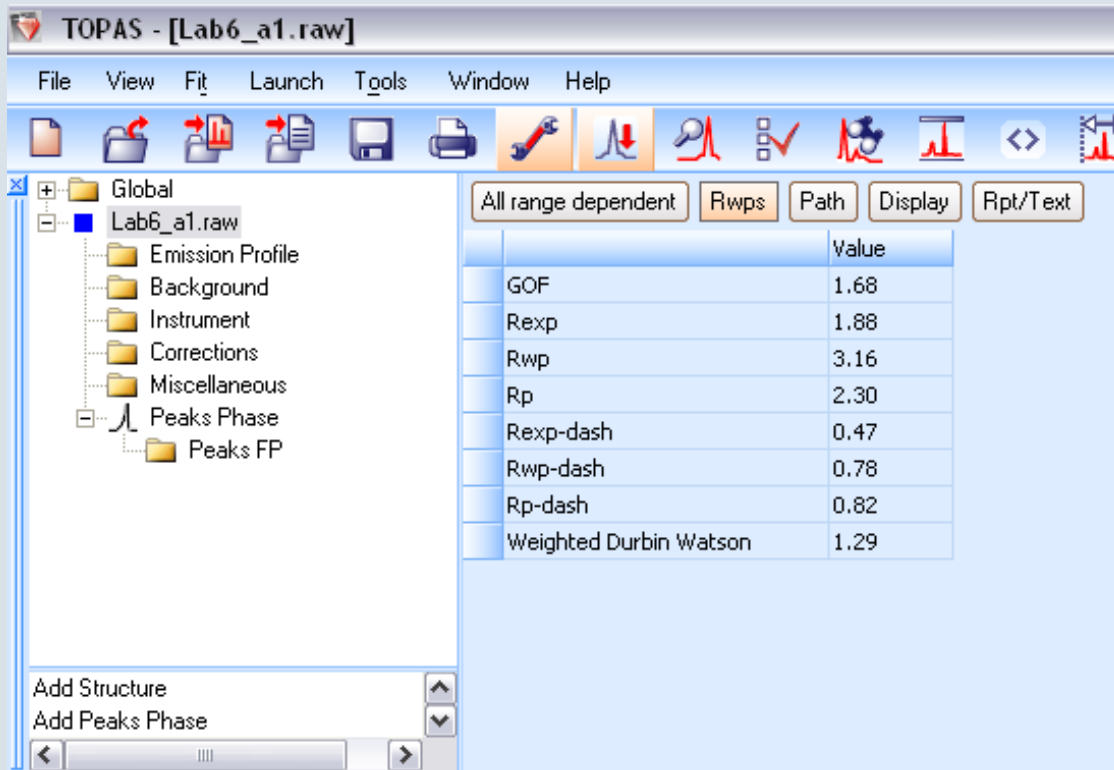 TOPAS - [Lab6_a1.raw]
File View Fit Launch Tools Window Help
Global
Lab6_a1.raw
Emission Profile
Background
Instrument
Corrections
Miscellaneous
Peaks Phase
Peaks FP
Add Structure
Add Peaks Phase
All range dependent Rwps Path Display Rpt/Text
Value
GOF 1.68
Rexp 1.88
Rwp 3.16
Rp 2.30
Rexp-dash 0.47
Rwp-dash 0.78
Rp-dash 0.82
Weighted Durbin Watson 1.29